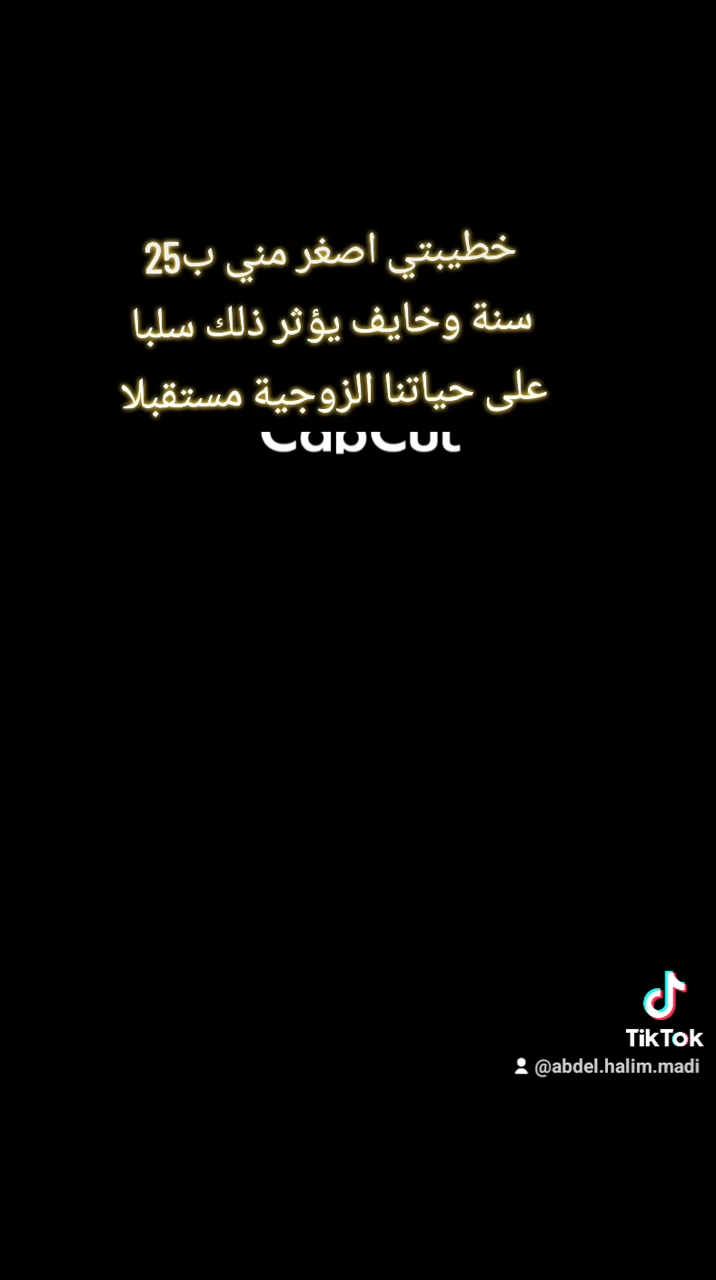 خطيبتي اصغر مني ب25
سنة وخايف يؤثر ذلك سلبا
على حياتنا الزوجية مستقبلا
CapCut
TikTok
@abdel.halim.madi